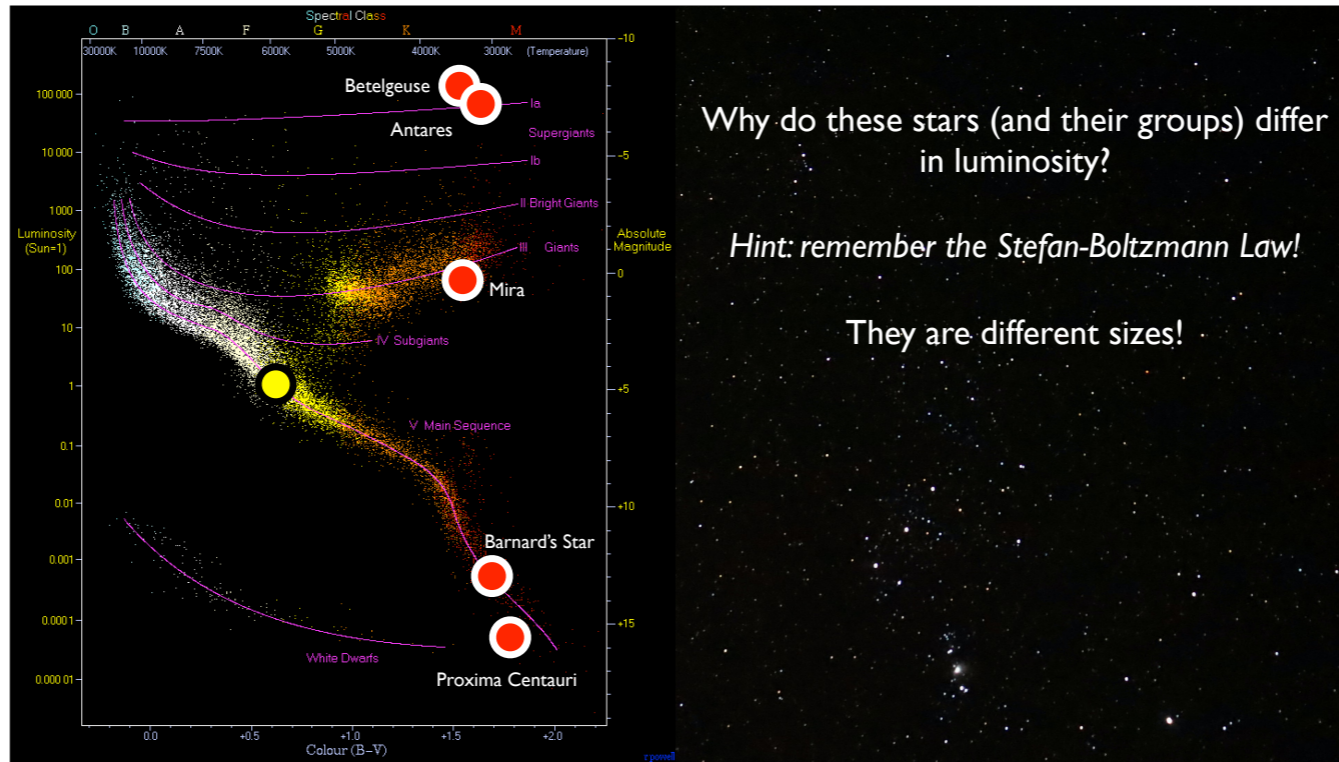 Spectral Class
O B A F G K M
30000K 10000K 7500K 6000K 5000K 4000K 3000K (Temperature)
-10
Betelgeuse
100 000
Ia
Antares
Supergiants
10 000
-5
Ib
1 000
II Bright Giants
Luminosity
(Sun=1)
Absolute
Magnitude
III Giants
100
0
Mira
10
IV Subgiants
1
+5
V Main Sequence
0.1
0.01
+10
Barnard's Star
0.001
0.0001
+15
White Dwarfs
Proxima Centauri
0.000 01
0.0 +0.5 +1.0 +1.5 +2.0
Colour (B-V)
r powell
Why do these stars (and their groups) differ
in luminosity?
Hint: remember the Stefan-Boltzmann Law!
They are different sizes!